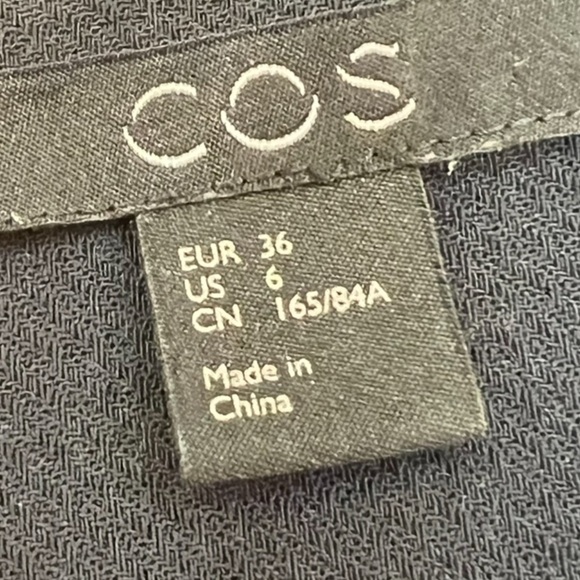 COS
EUR 36
US 6
CN 165/84A
Made in
China